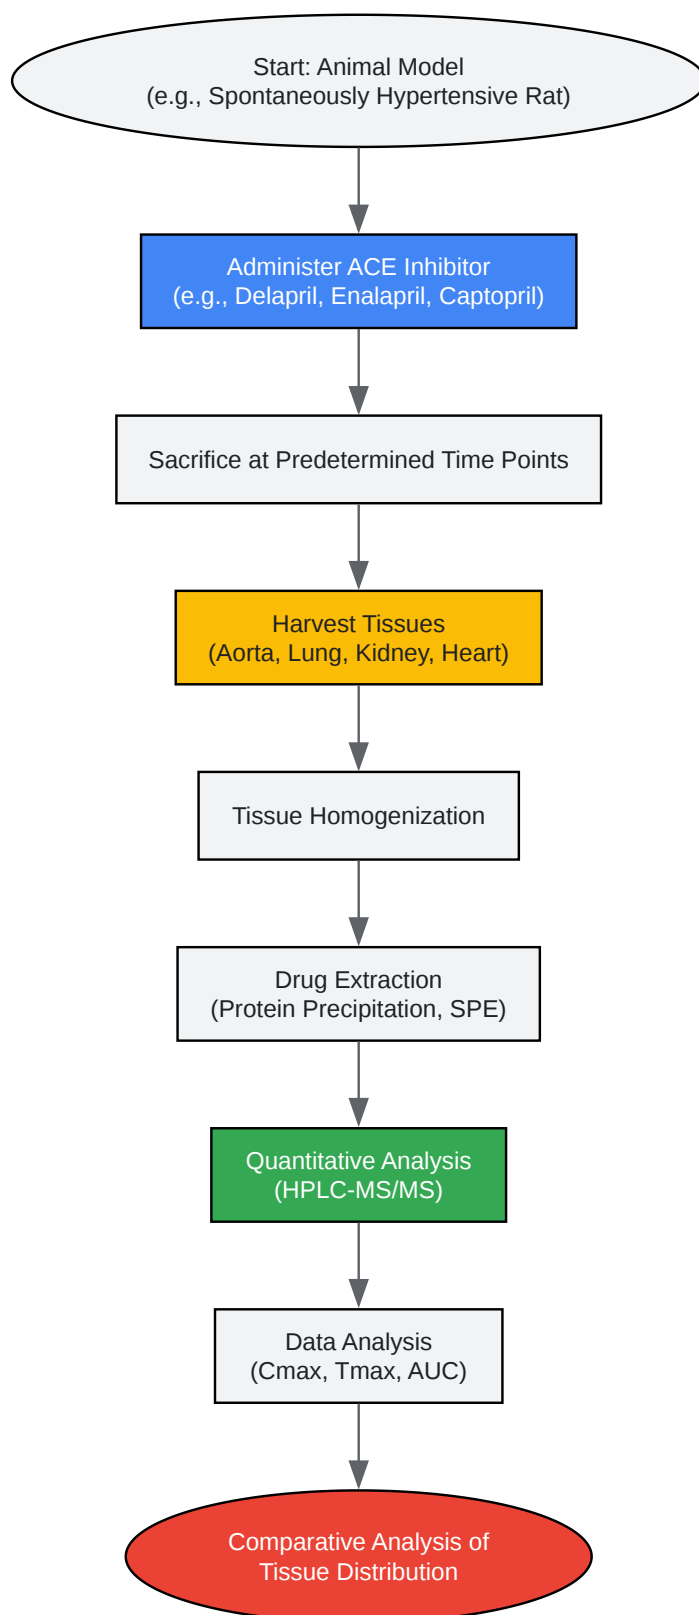 Start: Animal Model
(e.g., Spontaneously Hypertensive Rat)
Administer ACE Inhibitor
(e.g., Delapril, Enalapril, Captopril)
Sacrifice at Predetermined Time Points
Harvest Tissues
(Aorta, Lung, Kidney, Heart)
Tissue Homogenization
Drug Extraction
(Protein Precipitation, SPE)
Quantitative Analysis
(HPLC-MS/MS)
Data Analysis
(Cmax, Tmax, AUC)
Comparative Analysis of
Tissue Distribution